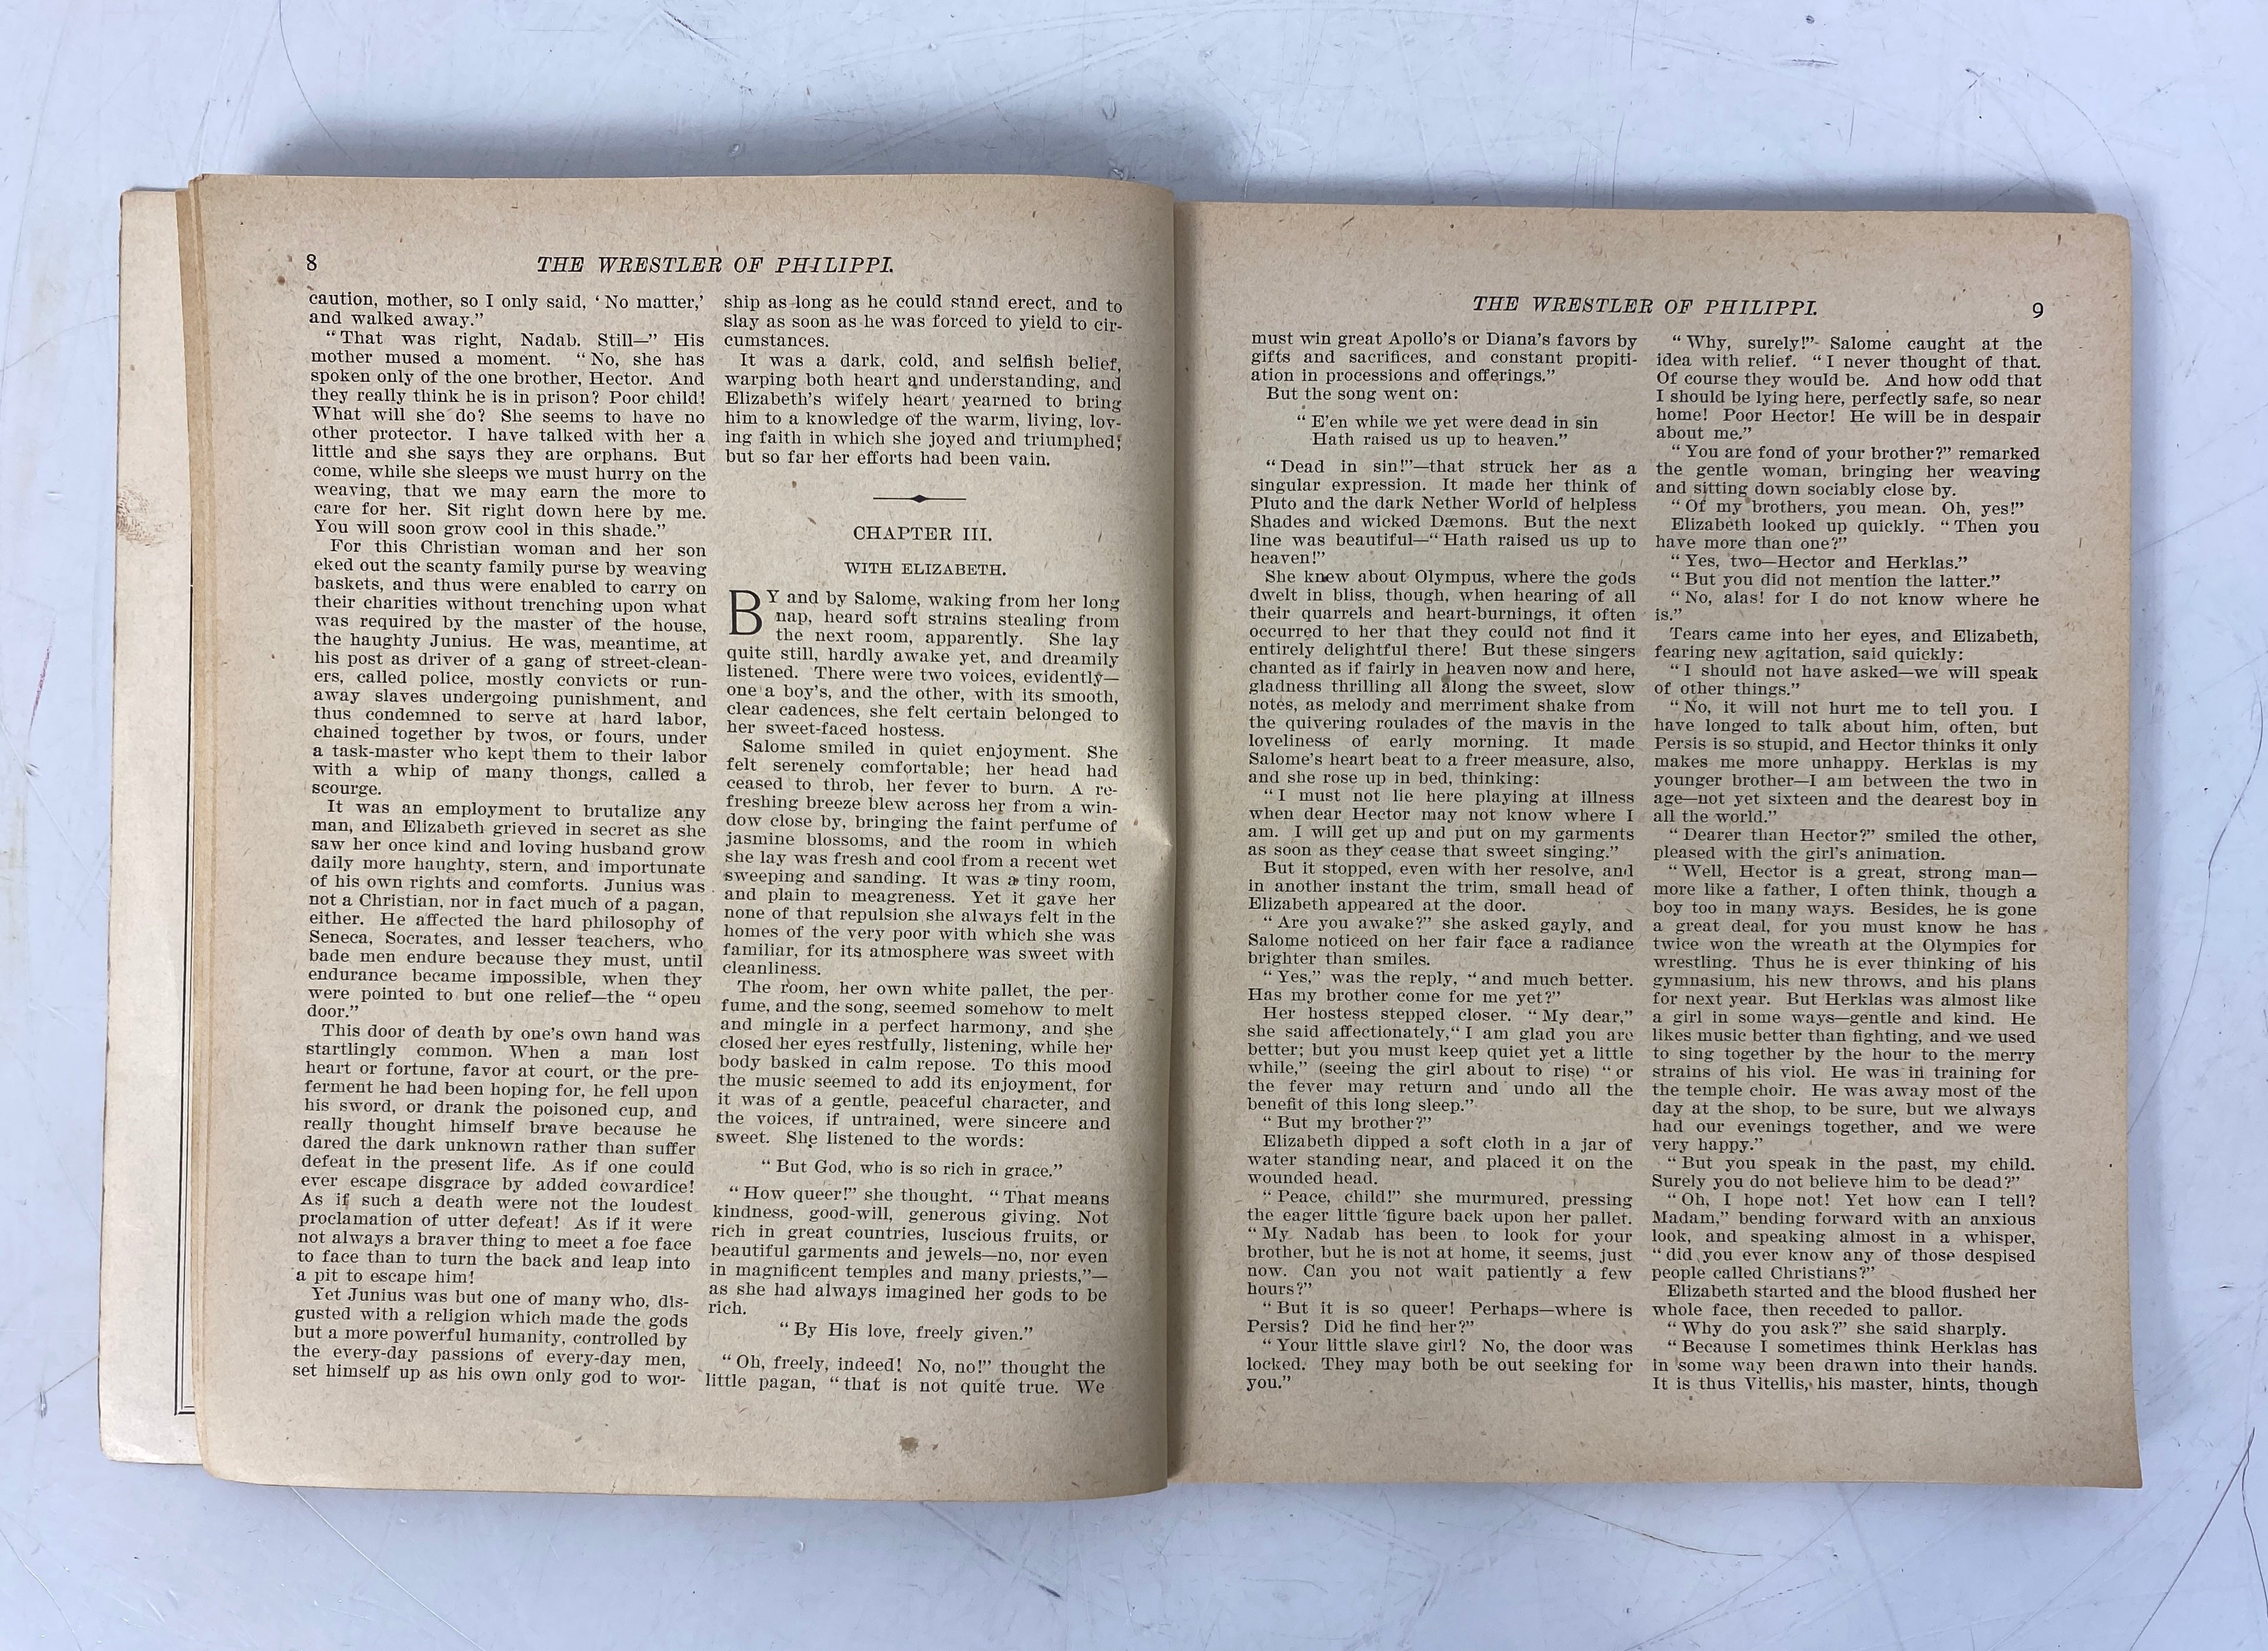 8
THE WRESTLER OF PHILIPPI.
caution, mother, so I only said, ‘ No matter,’
and walked away.”
“ That was right, Nadab. Still—” His
mother mused a moment. “ No, she has
spoken only of the one brother, Hector. And
they really think he is in prison? Poor child!
What will she do? She seems to have no
other protector. I have talked with her a
little and she says they are orphans. But
come, while she sleeps we must hurry on the
weaving, that we may earn the more to
care for her. Sit right down here by me.
You will soon grow cool in this shade.”
For this Christian woman and her son
eked out the scanty family purse by weaving
baskets, and thus were enabled to carry on
their charities without trenching upon what
was required by the master of the house,
the haughty Junius. He was, meantime, at
his post as driver of a gang of street-clean-
ers, called police, mostly convicts or run-
away slaves undergoing punishment, and
thus condemned to serve at hard labor,
chained together by twos, or fours, under
a task-master who kept them to their labor
with a whip of many thongs, called a
scourge.
It was an employment to brutalize any
man, and Elizabeth grieved in secret as she
saw her once kind and loving husband grow
daily more haughty, stern, and importunate
of his own rights and comforts. Junius was
not a Christian, nor in fact much of a pagan,
either. He affected the hard philosophy of
Seneca, Socrates, and lesser teachers, who
bade men endure because they must, until
endurance became impossible, when they
were pointed to but one relief—the “ open
door.”
This door of death by one’s own hand was
startlingly common. When a man lost
heart or fortune, favor at court, or the pre-
ferment he had been hoping for, he fell upon
his sword, or drank the poisoned cup, and
really thought himself brave because he
dared the dark unknown rather than suffer
defeat in the present life. As if one could
ever escape disgrace by added cowardice!
As if such a death were not the loudest
proclamation of utter defeat! As if it were
not always a braver thing to meet a foe face
to face than to turn the back and leap into
a pit to escape him!
Yet Junius was but one of many who, dis-
gusted with a religion which made the gods
but a more powerful humanity, controlled by
the every-day passions of every-day men,
set himself up as his own only god to wor-
ship as long as he could stand erect, and to
slay as soon as he was forced to yield to cir-
cumstances.
It was a dark, cold, and selfish belief,
warping both heart and understanding, and
Elizabeth’s wifely heart yearned to bring
him to a knowledge of the warm, living, lov-
ing faith in which she joyed and triumphed;
but so far her efforts had been vain.
CHAPTER III.
WITH ELIZABETH.
BY and by Salome, waking from her long
nap, heard soft strains stealing from
the next room, apparently. She lay
quite still, hardly awake yet, and dreamily
listened. There were two voices, evidently—
one a boy’s, and the other, with its smooth,
clear cadences, she felt certain belonged to
her sweet-faced hostess.
Salome smiled in quiet enjoyment. She
felt serenely comfortable; her head had
ceased to throb, her fever to burn. A re-
freshing breeze blew across her from a win-
dow close by, bringing the faint perfume of
jasmine blossoms, and the room in which
she lay was fresh and cool from a recent wet
sweeping and sanding. It was a tiny room,
and plain to meagreness. Yet it gave her
none of that repulsion she always felt in the
homes of the very poor with which she was
familiar, for its atmosphere was sweet with
cleanliness.
The room, her own white pallet, the per-
fume, and the song, seemed somehow to melt
and mingle in a perfect harmony, and she
closed her eyes restfully, listening, while her
body basked in calm repose. To this mood
the music seemed to add its enjoyment, for
it was of a gentle, peaceful character, and
the voices, if untrained, were sincere and
sweet. She listened to the words:
“ But God, who is so rich in grace.”
“ How queer!” she thought. “ That means
kindness, good-will, generous giving. Not
rich in great countries, luscious fruits, or
beautiful garments and jewels—no, nor even
in magnificent temples and many priests,”—
as she had always imagined her gods to be
rich.
“ By His love, freely given.”
“ Oh, freely, indeed! No, no!” thought the
little pagan, “ that is not quite true. We
THE WRESTLER OF PHILIPPI.
9
must win great Apollo’s or Diana’s favors by
gifts and sacrifices, and constant propiti-
ation in processions and offerings.”
But the song went on:
“ E’en while we yet were dead in sin
Hath raised us up to heaven.”
“ Dead in sin!”—that struck her as a
singular expression. It made her think of
Pluto and the dark Nether World of helpless
Shades and wicked Dæmons. But the next
line was beautiful—“ Hath raised us up to
heaven!”
She knew about Olympus, where the gods
dwelt in bliss, though, when hearing of all
their quarrels and heart-burnings, it often
occurred to her that they could not find it
entirely delightful there! But these singers
chanted as if fairly in heaven now and here,
gladness thrilling all along the sweet, slow
notes, as melody and merriment shake from
the quivering roulades of the mavis in the
loveliness of early morning. It made
Salome’s heart beat to a freer measure, also,
and she rose up in bed, thinking:
“ I must not lie here playing at illness
when dear Hector may not know where I
am. I will get up and put on my garments
as soon as they cease that sweet singing.”
But it stopped, even with her resolve, and
in another instant the trim, small head of
Elizabeth appeared at the door.
“ Are you awake?” she asked gayly, and
Salome noticed on her fair face a radiance
brighter than smiles.
“ Yes,” was the reply, “ and much better.
Has my brother come for me yet?”
Her hostess stepped closer. “ My dear,”
she said affectionately, “ I am glad you are
better; but you must keep quiet yet a little
while,” (seeing the girl about to rise) “ or
the fever may return and undo all the
benefit of this long sleep.”
“ But my brother?”
Elizabeth dipped a soft cloth in a jar of
water standing near, and placed it on the
wounded head.
“ Peace, child!” she murmured, pressing
the eager little figure back upon her pallet.
“ My Nadab has been to look for your
brother, but he is not at home, it seems, just
now. Can you not wait patiently a few
hours?”
“ But it is so queer! Perhaps—where is
Persis? Did he find her?”
“ Your little slave girl? No, the door was
locked. They may both be out seeking for
you.”
“ Why, surely!” Salome caught at the
idea with relief. “ I never thought of that.
Of course they would be. And how odd that
I should be lying here, perfectly safe, so near
home! Poor Hector! He will be in despair
about me.”
“ You are fond of your brother?” remarked
the gentle woman, bringing her weaving
and sitting down sociably close by.
“ Of my brothers, you mean. Oh, yes!”
Elizabeth looked up quickly. “ Then you
have more than one?”
“ Yes, two—Hector and Herklas.”
“ But you did not mention the latter.”
“ No, alas! for I do not know where he
is.”
Tears came into her eyes, and Elizabeth,
fearing new agitation, said quickly:
“ I should not have asked—we will speak
of other things.”
“ No, it will not hurt me to tell you. I
have longed to talk about him, often, but
Persis is so stupid, and Hector thinks it only
makes me more unhappy. Herklas is my
younger brother—I am between the two in
age—not yet sixteen and the dearest boy in
all the world.”
“ Dearer than Hector?” smiled the other,
pleased with the girl’s animation.
“ Well, Hector is a great, strong man—
more like a father, I often think, though a
boy too in many ways. Besides, he is gone
a great deal, for you must know he has
twice won the wreath at the Olympics for
wrestling. Thus he is ever thinking of his
gymnasium, his new throws, and his plans
for next year. But Herklas was almost like
a girl in some ways—gentle and kind. He
likes music better than fighting, and we used
to sing together by the hour to the merry
strains of his viol. He was in training for
the temple choir. He was away most of the
day at the shop, to be sure, but we always
had our evenings together, and we were
very happy.”
“ But you speak in the past, my child.
Surely you do not believe him to be dead?”
“ Oh, I hope not! Yet how can I tell?
Madam,” bending forward with an anxious
look, and speaking almost in a whisper,
“ did you ever know any of those despised
people called Christians?”
Elizabeth started and the blood flushed her
whole face, then receded to pallor.
“ Why do you ask?” she said sharply.
“ Because I sometimes think Herklas has
in some way been drawn into their hands.
It is thus Vitellis, his master, hints, though